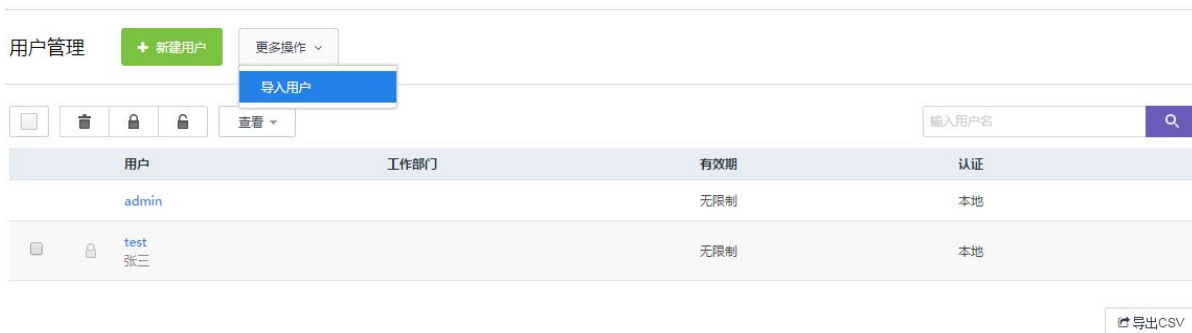 用户管理 新建用户 更多操作
导入用户
查看 输入用户名
用户 工作部门 有效期 认证
admin 无限制 本地
test
张三 无限制 本地
导出CSV